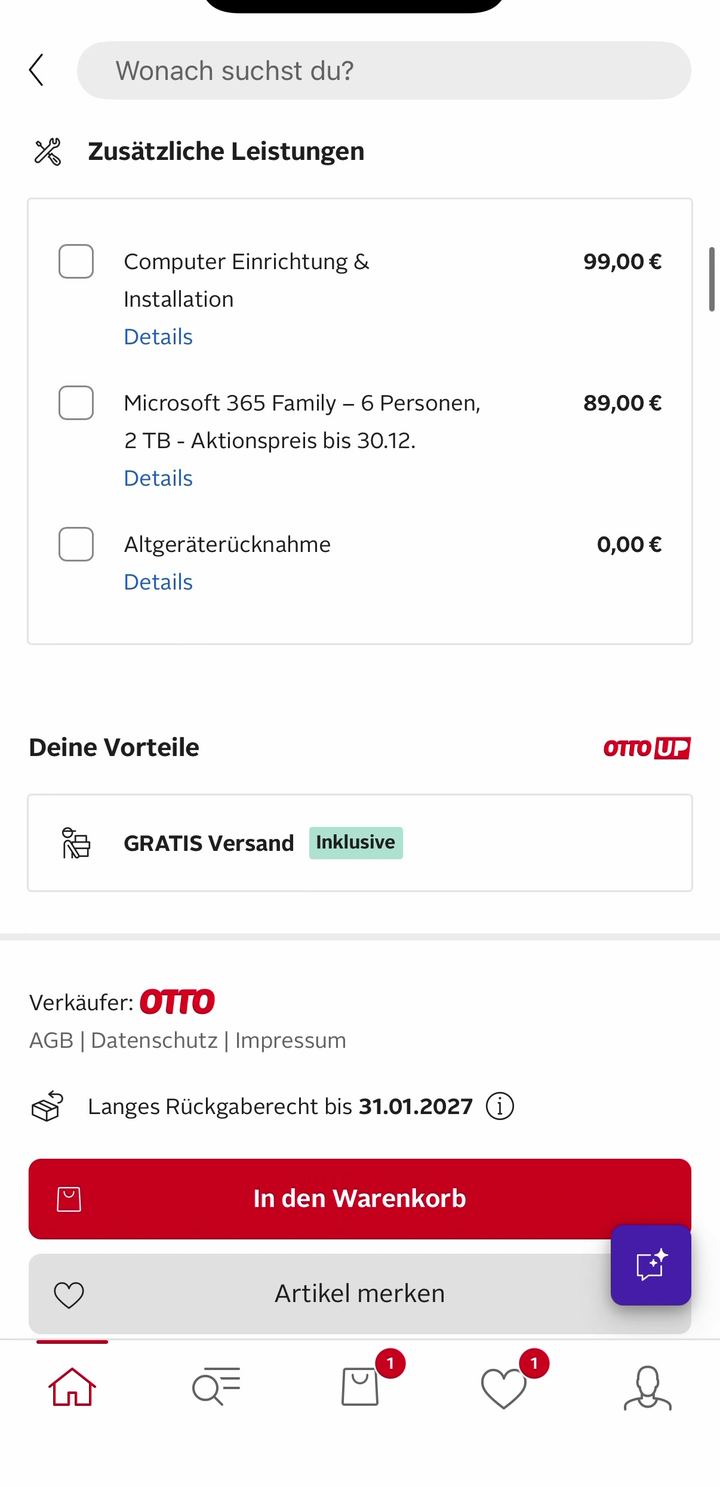 Wonach suchst du?
Zusätzliche Leistungen
Computer Einrichtung & 99,00 €
Installation
Details
Microsoft 365 Family – 6 Personen, 89,00 €
2 TB - Aktionspreis bis 30.12.
Details
Altgeräterücknahme 0,00 €
Details
Deine Vorteile OTTO UP
GRATIS Versand Inklusive
Verkäufer: OTTO
AGB | Datenschutz | Impressum
Langes Rückgaberecht bis 31.01.2027
In den Warenkorb
Artikel merken
1 1